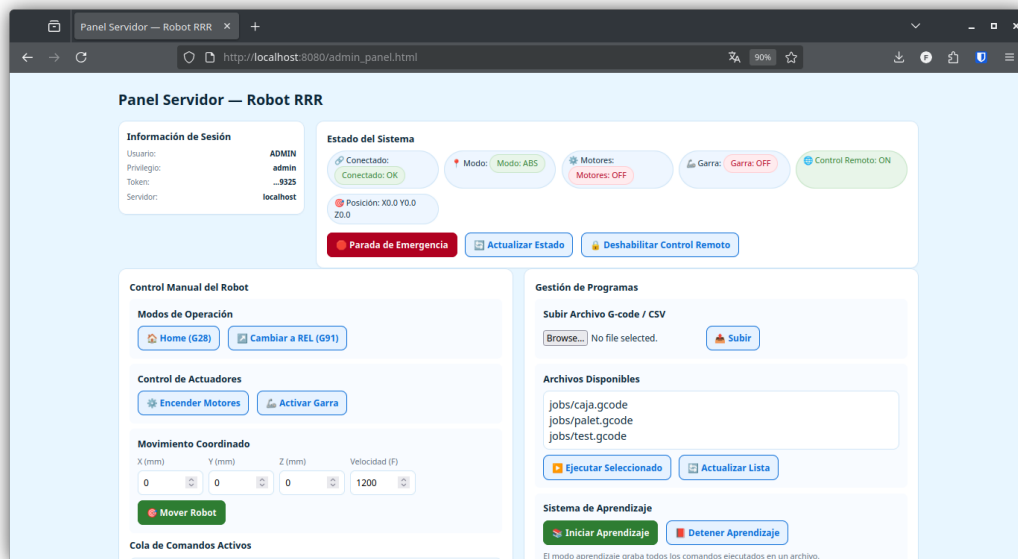 Panel Servidor — Robot RRR
http://localhost:8080/admin_panel.html
90%
Panel Servidor — Robot RRR
Información de Sesión
Usuario: ADMIN
Privilegio: admin
Token: ...9325
Servidor: localhost
Estado del Sistema
Conectado: Conectado: OK
Modo: Modo: ABS
Motores: Motores: OFF
Garra: Garra: OFF
Control Remoto: ON
Posición: X0.0 Y0.0
Z0.0
Parada de Emergencia
Actualizar Estado
Deshabilitar Control Remoto
Control Manual del Robot
Modos de Operación
Home (G28)
Cambiar a REL (G91)
Control de Actuadores
Encender Motores
Activar Garra
Movimiento Coordinado
X (mm) Y (mm) Z (mm) Velocidad (F)
0 0 0 1200
Mover Robot
Cola de Comandos Activos
Gestión de Programas
Subir Archivo G-code / CSV
Browse... No file selected.
Subir
Archivos Disponibles
jobs/caja.gcode
jobs/palet.gcode
jobs/test.gcode
Ejecutar Seleccionado
Actualizar Lista
Sistema de Aprendizaje
Iniciar Aprendizaje
Detener Aprendizaje
El modo aprendizaje graba todos los comandos ejecutados en un archivo.